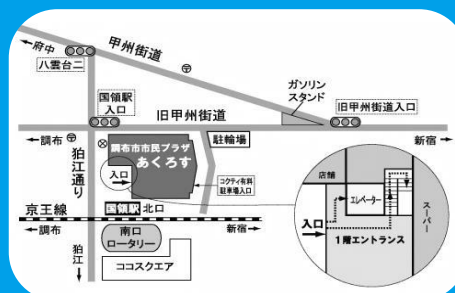 ←府中
甲州街道
八雲台二
ガソリン
スタンド
国領駅
入口
旧甲州街道
旧甲州街道入口
←調布
新宿→
駐輪場
調布市市民プラザ
あくろす
入口
狛江通り
コクティ有料
駐車場入口
京王線
国領駅 北口
←調布
新宿→
南口
ロータリー
狛江
ココスクエア
店舗
エレベーター
スーパー
入口
1階エントランス